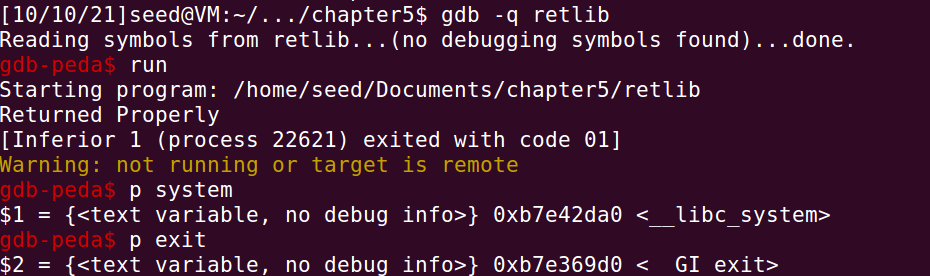 [10/10/21]seed@VM:~/.../chapter5$ gdb -q retlib
Reading symbols from retlib...(no debugging symbols found)...done.
gdb-peda$ run
Starting program: /home/seed/Documents/chapter5/retlib
Returned Properly
[Inferior 1 (process 22621) exited with code 01]
Warning: not running or target is remote
gdb-peda$ p system
$1 = {<text variable, no debug info>} 0xb7e42da0 <__libc_system>
gdb-peda$ p exit
$2 = {<text variable, no debug info>} 0xb7e369d0 <__GI_exit>